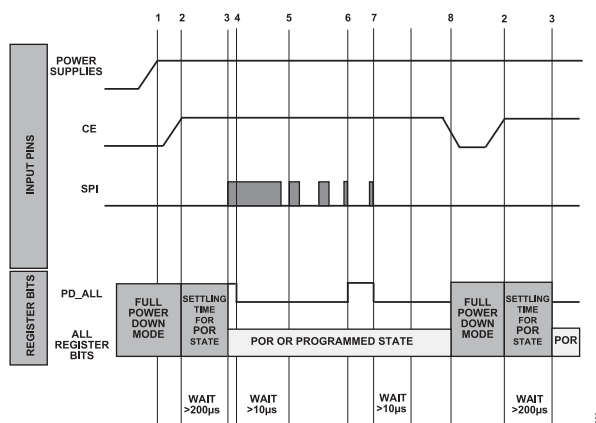 1 2 3 4 5 6 7 8 2 3
POWER
SUPPLIES
CE
SPI
INPUT PINS
PD_ALL
ALL
REGISTER
BITS
REGISTER BITS
FULL
POWER
DOWN
MODE
SETTLING
TIME
FOR
POR
STATE
POR OR PROGRAMMED STATE
FULL
POWER
DOWN
MODE
SETTLING
TIME
FOR
POR
STATE
POR
WAIT
>200µs
WAIT
>10µs
WAIT
>10µs
WAIT
>200µs